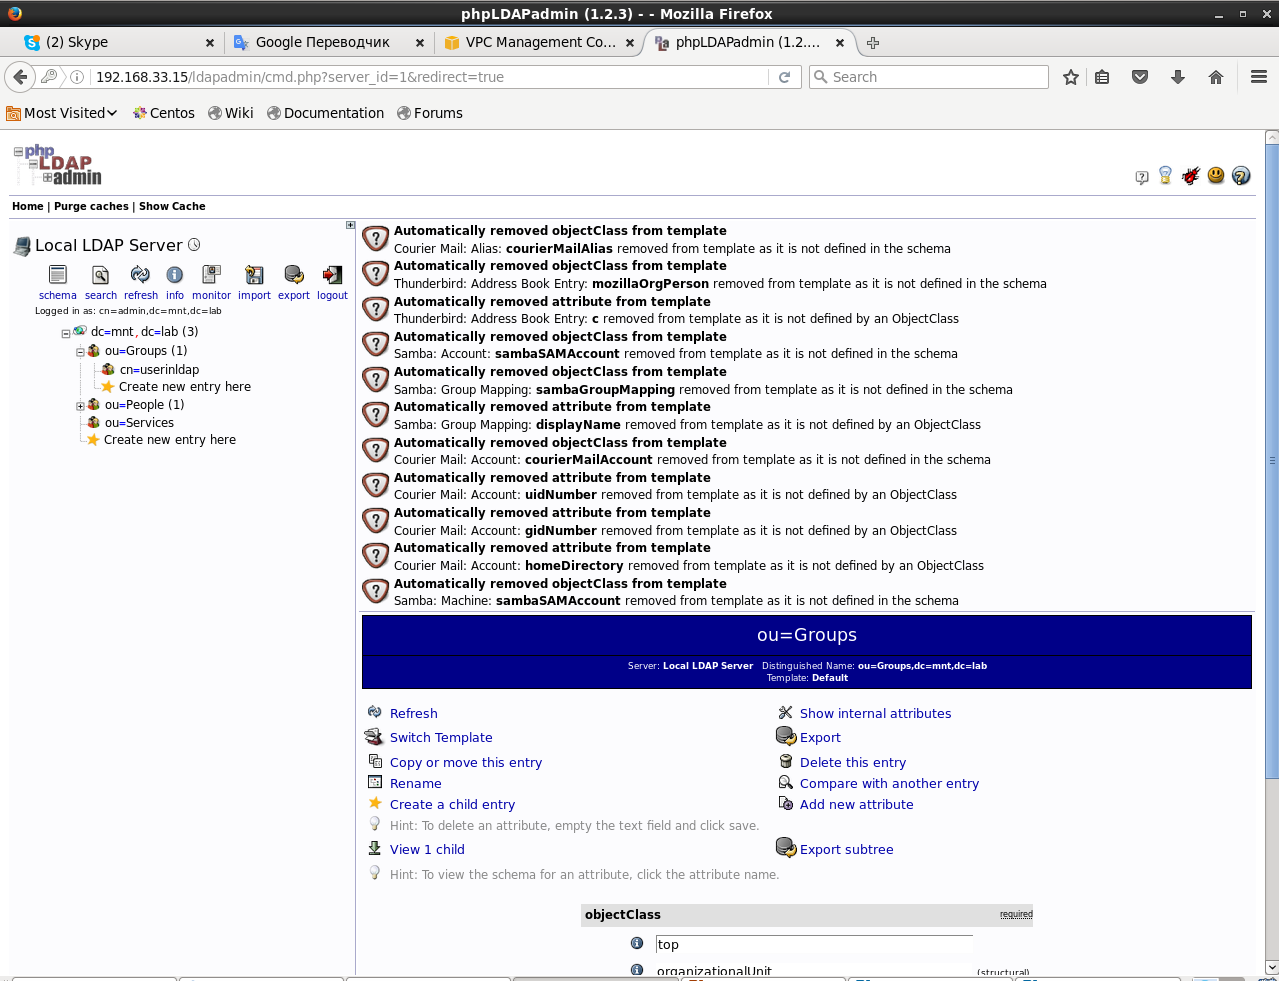 phpLDAPadmin (1.2.3) - - Mozilla Firefox
(2) Skype
Google Переводчик
VPC Management Co...
phpLDAPadmin (1.2....
192.168.33.15/ldapadmin/cmd.php?server_id=1&redirect=true
Search
Most Visited
Centos
Wiki
Documentation
Forums
php
LDAP
admin
Home | Purge caches | Show Cache
Local LDAP Server
schema search refresh info monitor import export logout
Logged in as: cn=admin,dc=mnt,dc=lab
dc=mnt, dc=lab (3)
ou=Groups (1)
cn=userinldap
Create new entry here
ou=People (1)
ou=Services
Create new entry here
Automatically removed objectClass from template
Courier Mail: Alias: courierMailAlias removed from template as it is not defined in the schema
Automatically removed objectClass from template
Thunderbird: Address Book Entry: mozillaOrgPerson removed from template as it is not defined in the schema
Automatically removed attribute from template
Thunderbird: Address Book Entry: c removed from template as it is not defined by an ObjectClass
Automatically removed objectClass from template
Samba: Account: sambaSAMAccount removed from template as it is not defined in the schema
Automatically removed objectClass from template
Samba: Group Mapping: sambaGroupMapping removed from template as it is not defined in the schema
Automatically removed attribute from template
Samba: Group Mapping: displayName removed from template as it is not defined by an ObjectClass
Automatically removed objectClass from template
Courier Mail: Account: courierMailAccount removed from template as it is not defined in the schema
Automatically removed attribute from template
Courier Mail: Account: uidNumber removed from template as it is not defined by an ObjectClass
Automatically removed attribute from template
Courier Mail: Account: gidNumber removed from template as it is not defined by an ObjectClass
Automatically removed attribute from template
Courier Mail: Account: homeDirectory removed from template as it is not defined by an ObjectClass
Automatically removed objectClass from template
Samba: Machine: sambaSAMAccount removed from template as it is not defined in the schema
ou=Groups
Server: Local LDAP Server Distinguished Name: ou=Groups,dc=mnt,dc=lab
Template: Default
Refresh
Show internal attributes
Switch Template
Export
Copy or move this entry
Delete this entry
Rename
Compare with another entry
Create a child entry
Add new attribute
Hint: To delete an attribute, empty the text field and click save.
View 1 child
Export subtree
Hint: To view the schema for an attribute, click the attribute name.
objectClass
required
top
organizationalUnit
(structural)